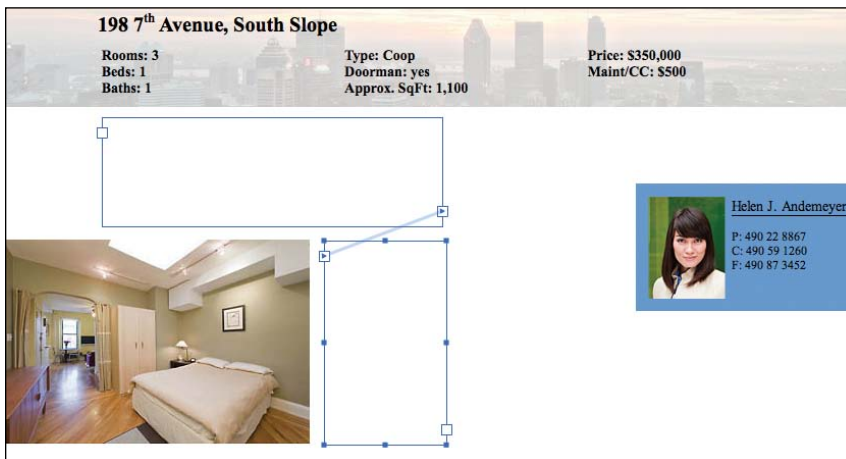 198 7th Avenue, South Slope
Rooms: 3
Beds: 1
Baths: 1
Type: Coop
Doorman: yes
Approx. SqFt: 1,100
Price: $350,000
Maint/CC: $500
Helen J. Andemeyer
P: 490 22 8867
C: 490 59 1260
F: 490 87 3452